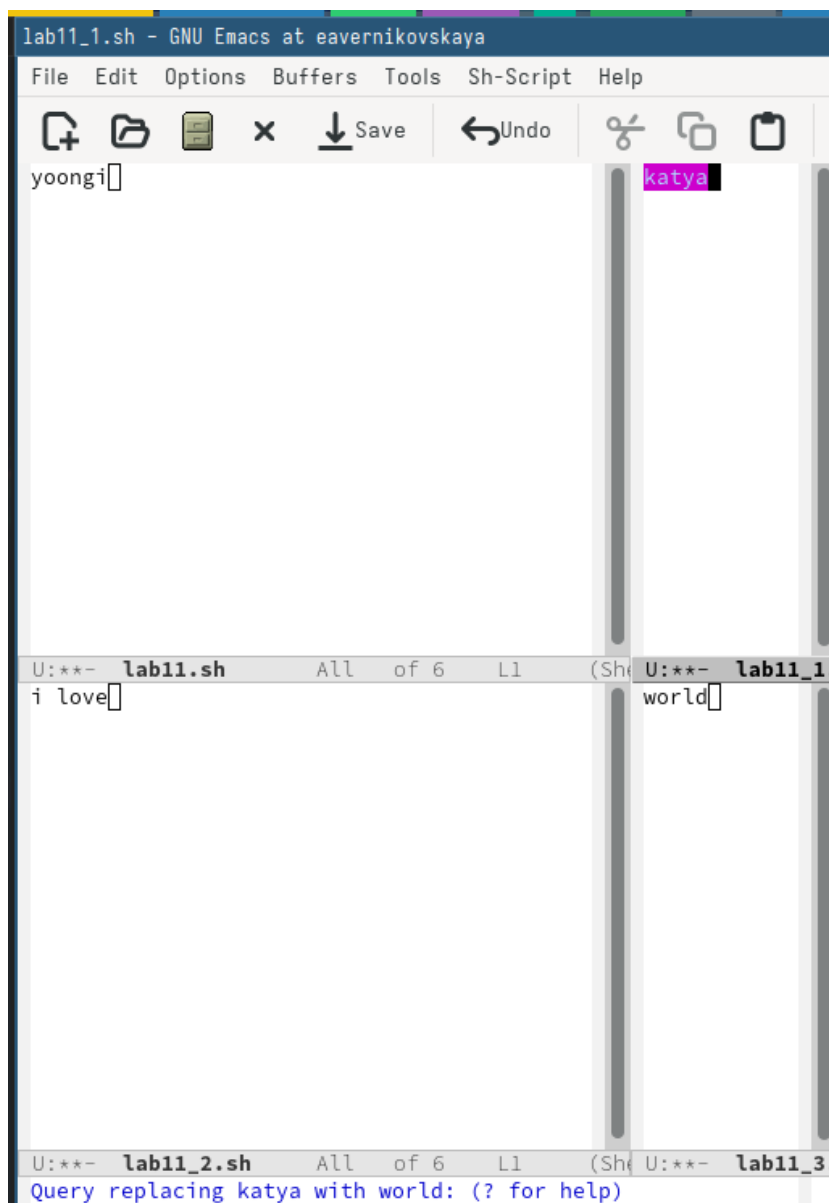 lab11_1.sh - GNU Emacs at eavernikovskaya
File Edit Options Buffers Tools Sh-Script Help
Save Undo
yoongi
katya
U:**- lab11.sh All of 6 L1 (She
U:**- lab11_1
i love
world
U:**- lab11_2.sh All of 6 L1 (She
U:**- lab11_3
Query replacing katya with world: (? for help)